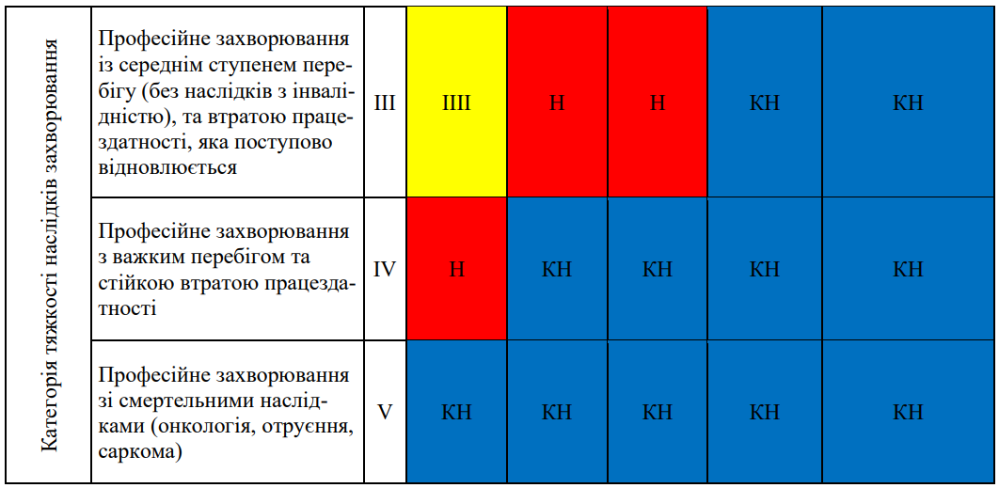 Категорія тяжкості наслідків захворювання
Професійне захворювання
із середнім ступенем пере-
бігу (без наслідків з інвалі-
дністю), та втратою праце-
здатності, яка поступово
відновлюється
III
ІІІІ
Н
Н
КН
КН
Професійне захворювання
з важким перебігом та
стійкою втратою працезда-
тності
IV
Н
КН
КН
КН
КН
Професійне захворювання
зі смертельними наслід-
ками (онкологія, отруєння,
саркома)
V
КН
КН
КН
КН
КН